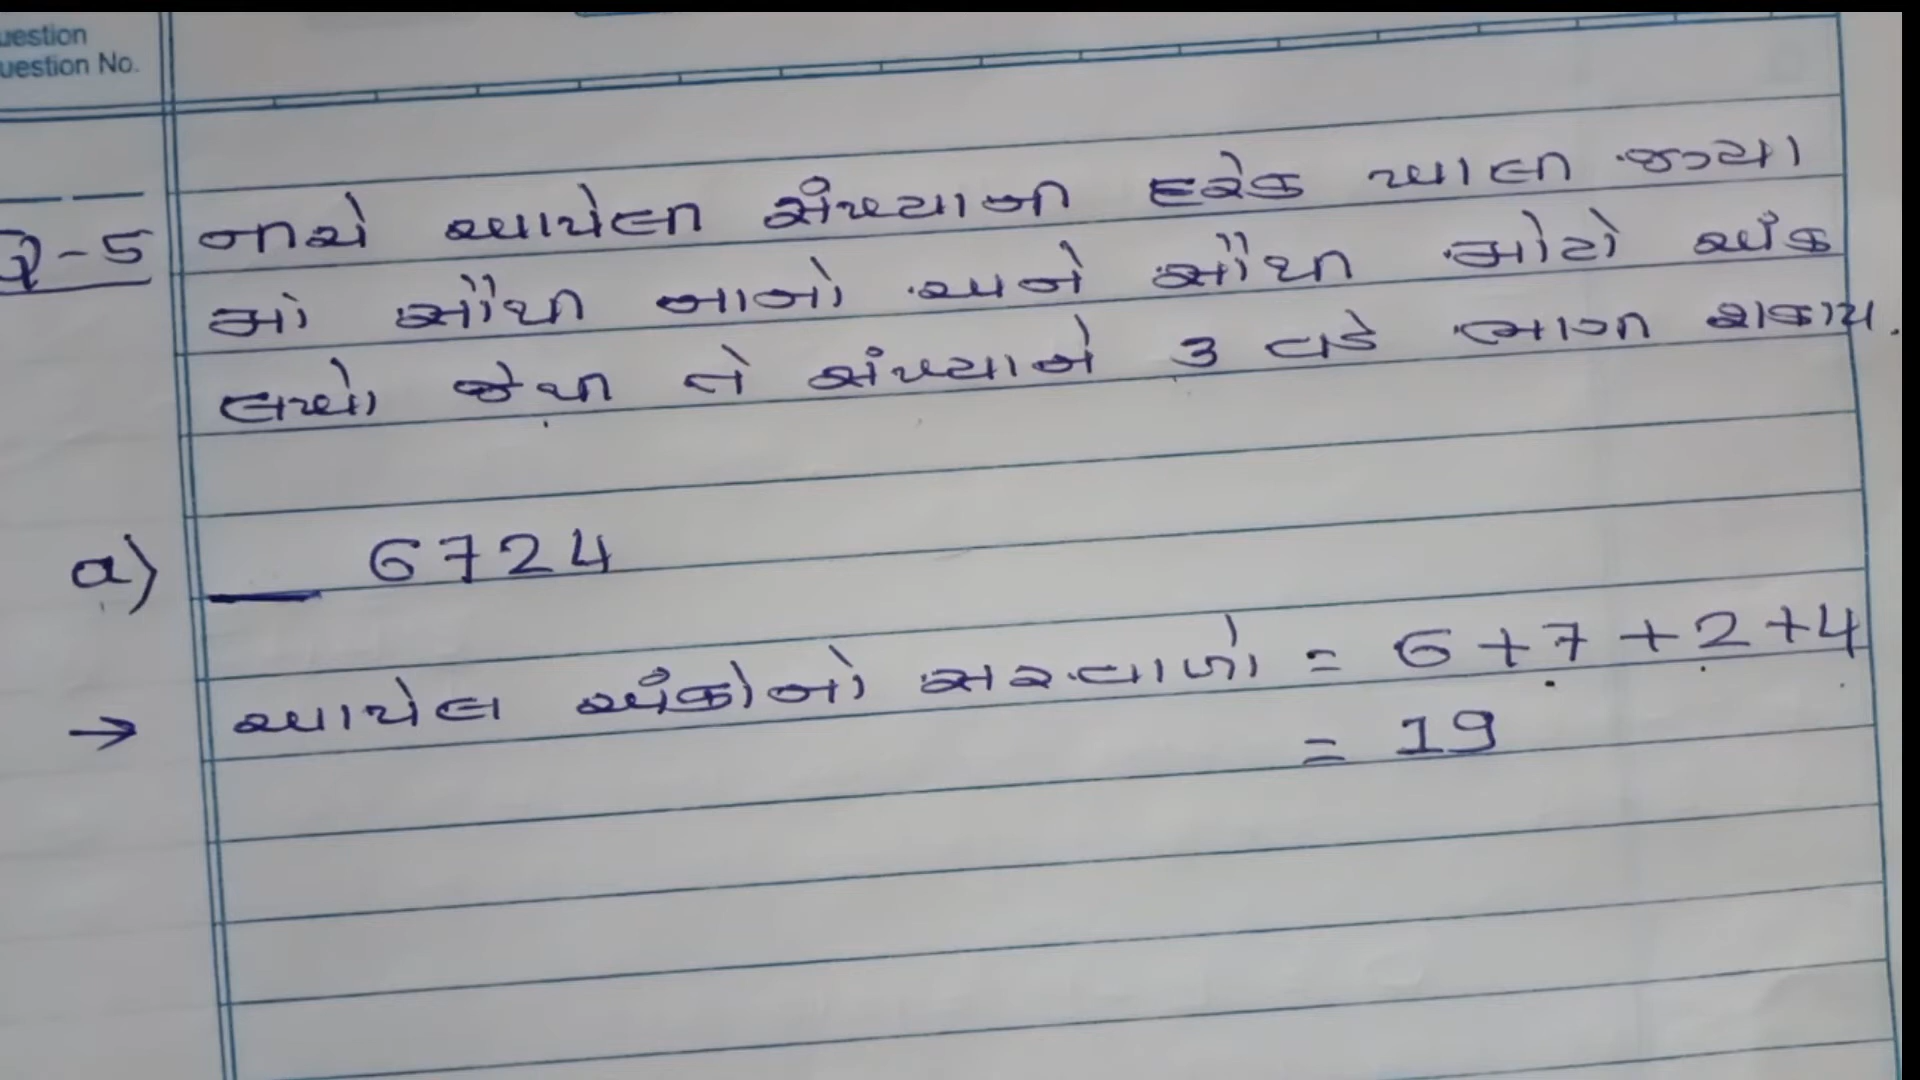 uestion
uestion No.
Q-5 નીચે આપેલી સંખ્યાની દરેક ખાલી જગ્યા
માં સૌથી નાનો અને સૌથી મોટો અંક
લખો જેથી તે સંખ્યાને 3 વડે ભાગી શકાય.
a) __ 6724
→ આપેલ અંકોનો સરવાળો = 6+7+2+4
= 19